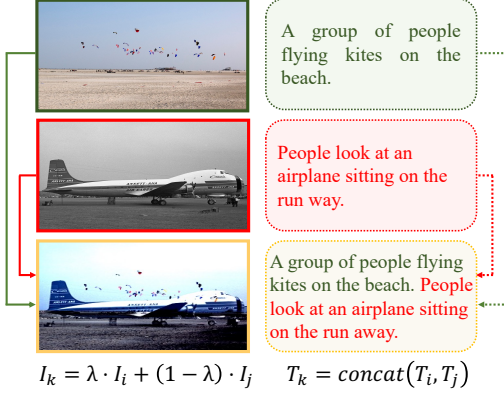 A group of people
flying kites on the
beach.
People look at an
airplane sitting on the
run way.
A group of people flying
kites on the beach. People
look at an airplane sitting
on the run away.
I_k = λ · I_i + (1 − λ) · I_j
T_k = concat(T_i, T_j)